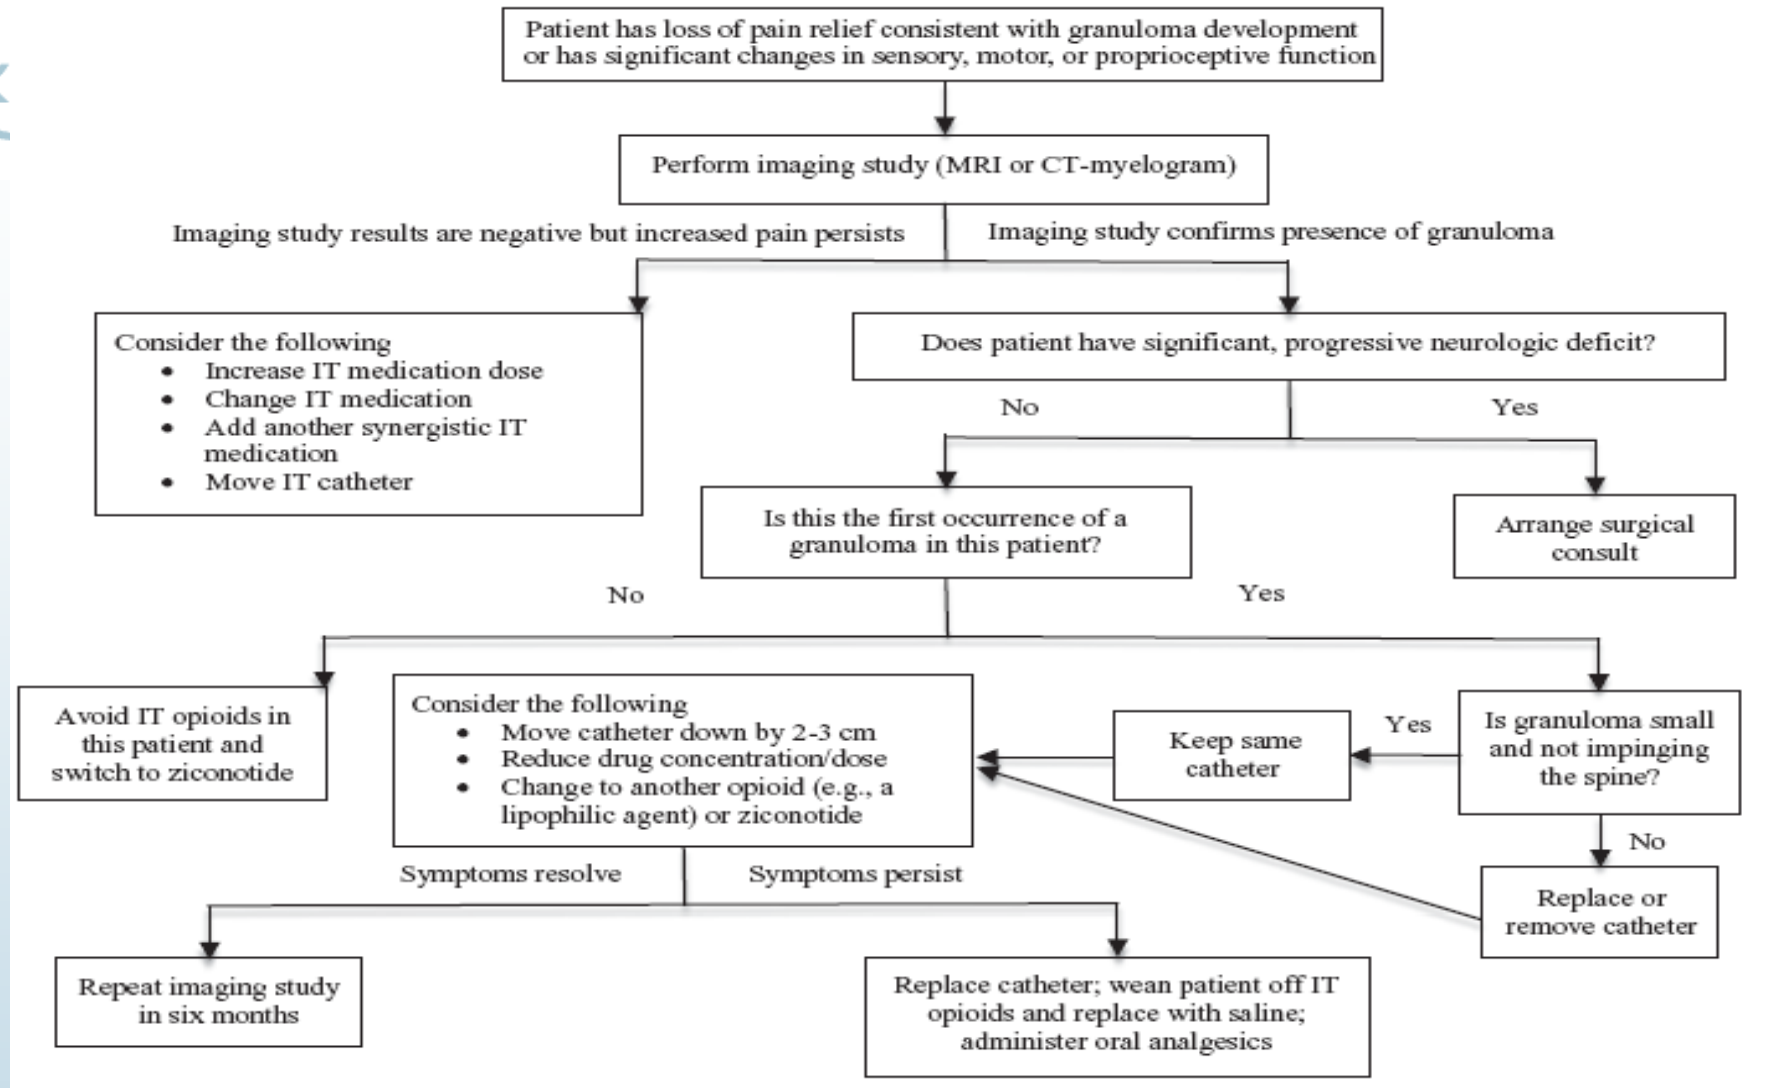 Patient has loss of pain relief consistent with granuloma development
or has significant changes in sensory, motor, or proprioceptive function
Perform imaging study (MRI or CT-myelogram)
Imaging study results are negative but increased pain persists
Imaging study confirms presence of granuloma
Consider the following
• Increase IT medication dose
• Change IT medication
• Add another synergistic IT
medication
• Move IT catheter
Does patient have significant, progressive neurologic deficit?
No
Yes
Is this the first occurrence of a
granuloma in this patient?
Arrange surgical
consult
No
Yes
Avoid IT opioids in
this patient and
switch to ziconotide
Consider the following
• Move catheter down by 2-3 cm
• Reduce drug concentration/dose
• Change to another opioid (e.g., a
lipophilic agent) or ziconotide
Keep same
catheter
Yes
Is granuloma small
and not impinging
the spine?
No
Replace or
remove catheter
Symptoms resolve
Symptoms persist
Repeat imaging study
in six months
Replace catheter; wean patient off IT
opioids and replace with saline;
administer oral analgesics